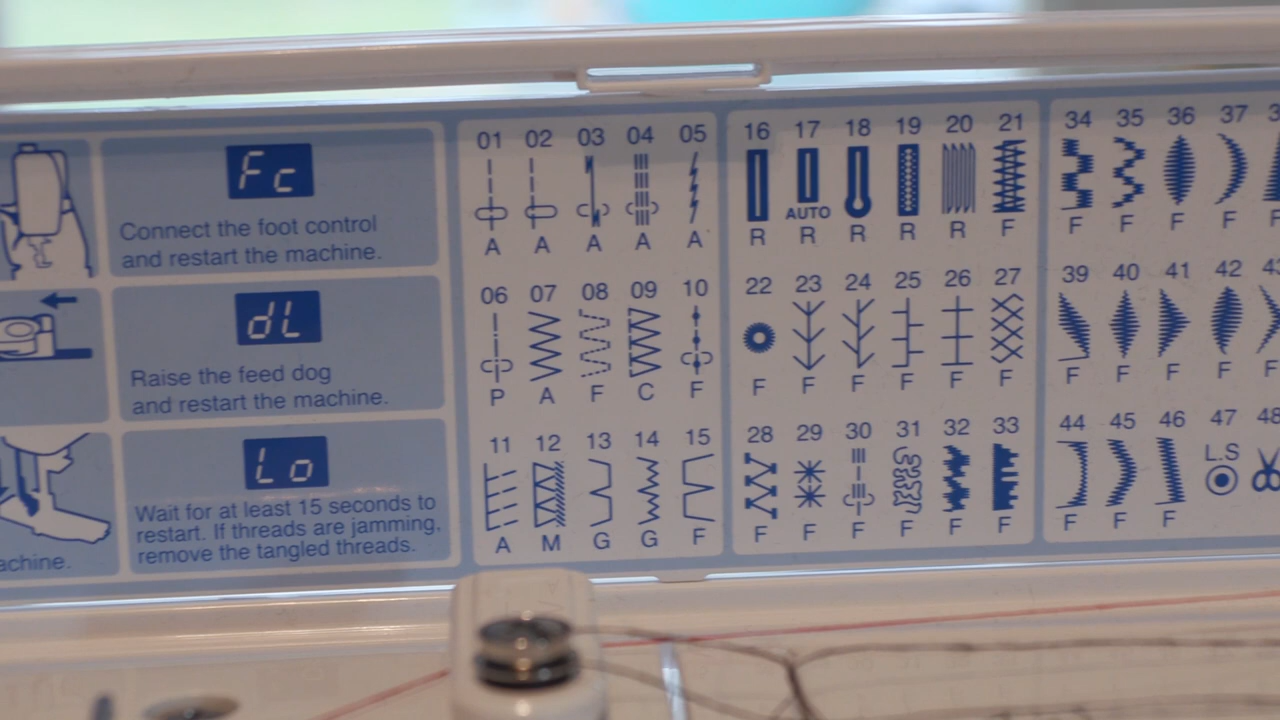 Fc
Connect the foot control
and restart the machine.
dL
Raise the feed dog
and restart the machine.
Lo
Wait for at least 15 seconds to
restart. If threads are jamming,
remove the tangled threads.
achine.
01 02 03 04 05
A A A A A
06 07 08 09 10
P A F C F
11 12 13 14 15
A M G G F
16 17 18 19 20 21
AUTO
R R R R R F
22 23 24 25 26 27
F F F F F F
28 29 30 31 32 33
F F F F F F
34 35 36 37
F F F F
39 40 41 42
F F F F
44 45 46 47 48
L.S
F F F